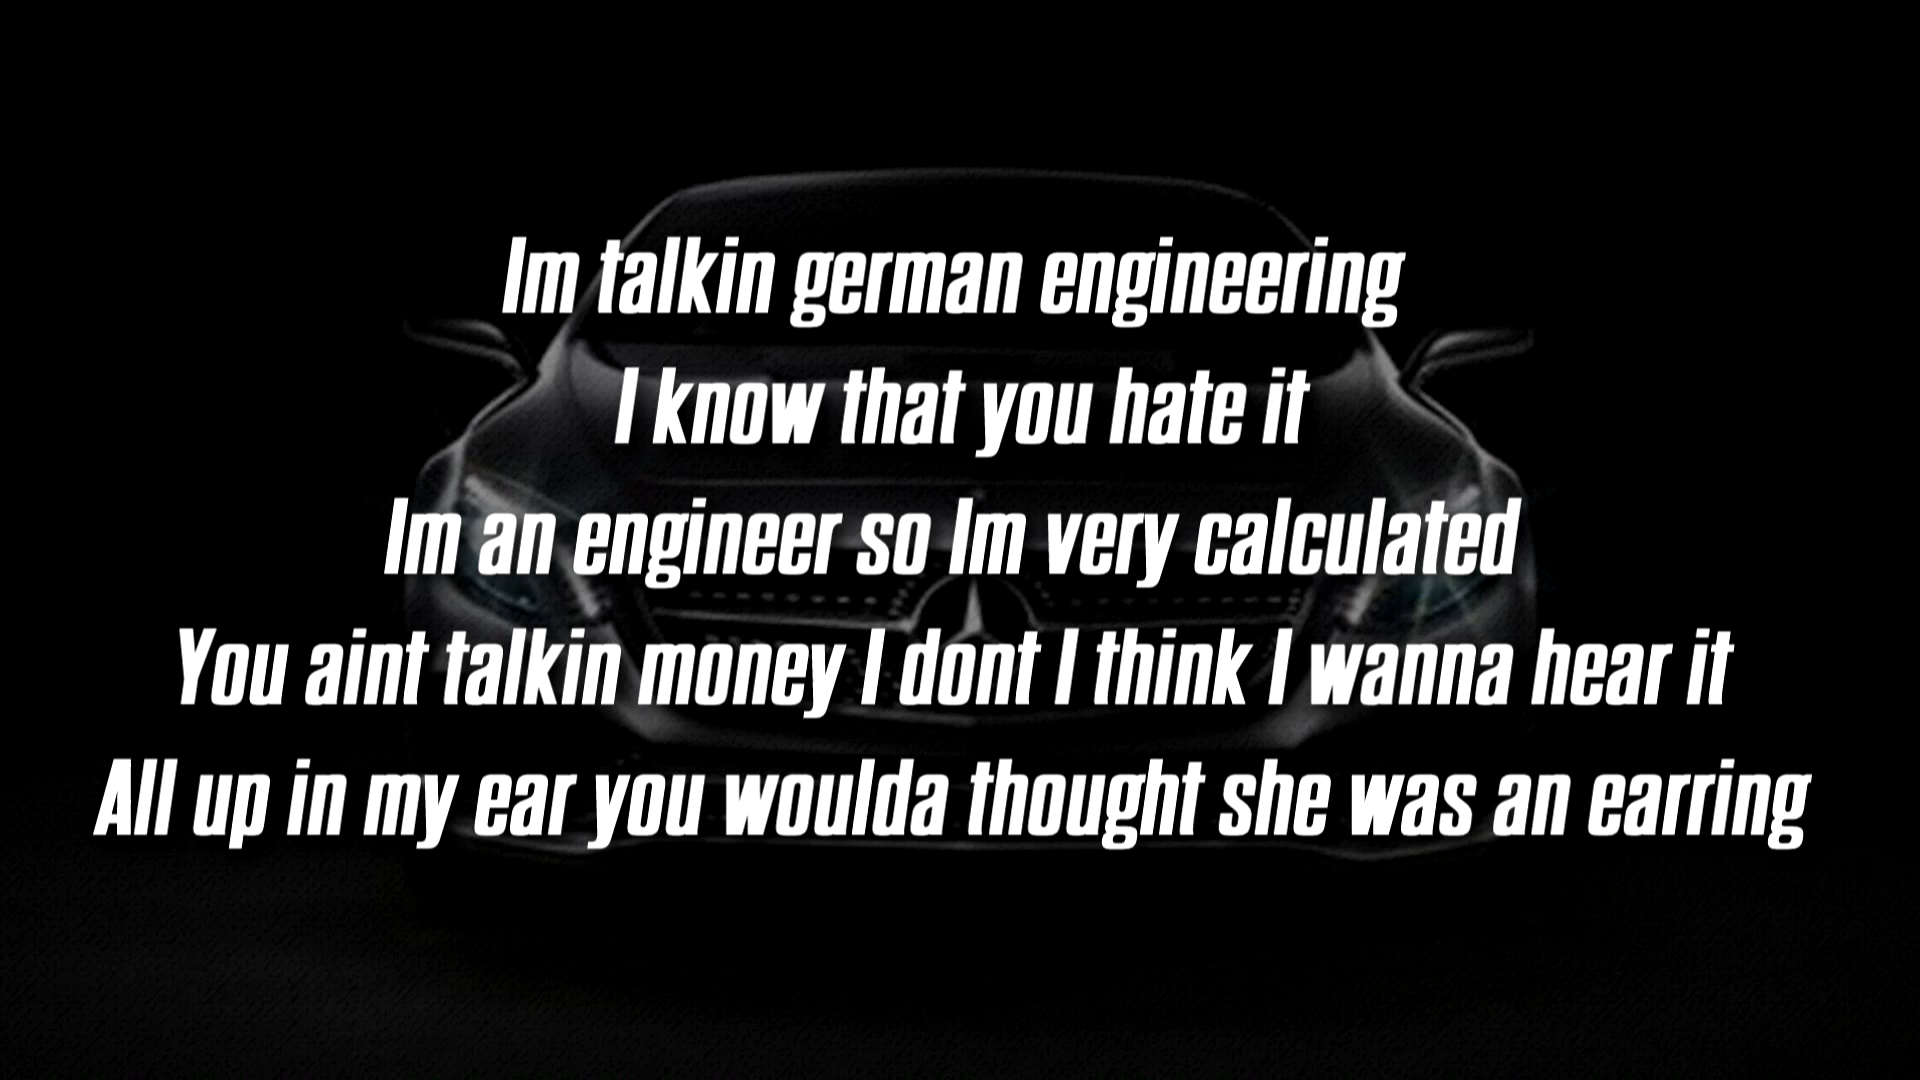 Im talkin german engineering
I know that you hate it
Im an engineer so Im very calculated
You aint talkin money I dont I think I wanna hear it
All up in my ear you woulda thought she was an earring